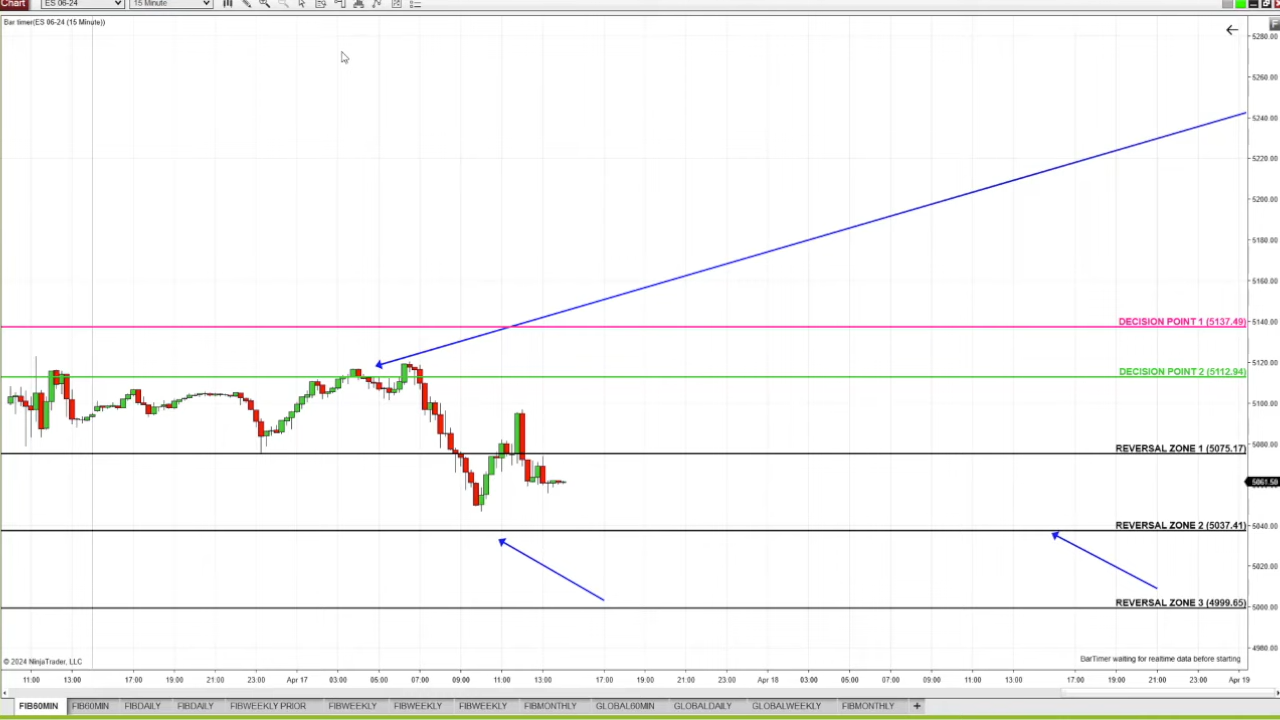 Chart
ES 06-24
15 Minute
Bar timer(ES 06-24 (15 Minute))
F
5280.00
5260.00
5240.00
5220.00
5200.00
5180.00
5160.00
5140.00
5120.00
5100.00
5080.00
5061.50
5040.00
5020.00
5000.00
4980.00
DECISION POINT 1 (5137.49)
DECISION POINT 2 (5112.94)
REVERSAL ZONE 1 (5075.17)
REVERSAL ZONE 2 (5037.41)
REVERSAL ZONE 3 (4999.65)
© 2024 NinjaTrader, LLC
BarTimer waiting for realtime data before starting
11:00 13:00 17:00 19:00 21:00 23:00 Apr 17 03:00 05:00 07:00 09:00 11:00 13:00 17:00 19:00 21:00 23:00 Apr 18 03:00 05:00 07:00 09:00 11:00 13:00 17:00 19:00 21:00 23:00 Apr 19
FIB60MIN FIB60MIN FIBDAILY FIBDAILY FIBWEEKLY PRIOR FIBWEEKLY FIBWEEKLY FIBWEEKLY FIBMONTHLY GLOBAL60MIN GLOBALDAILY GLOBALWEEKLY FIBMONTHLY +